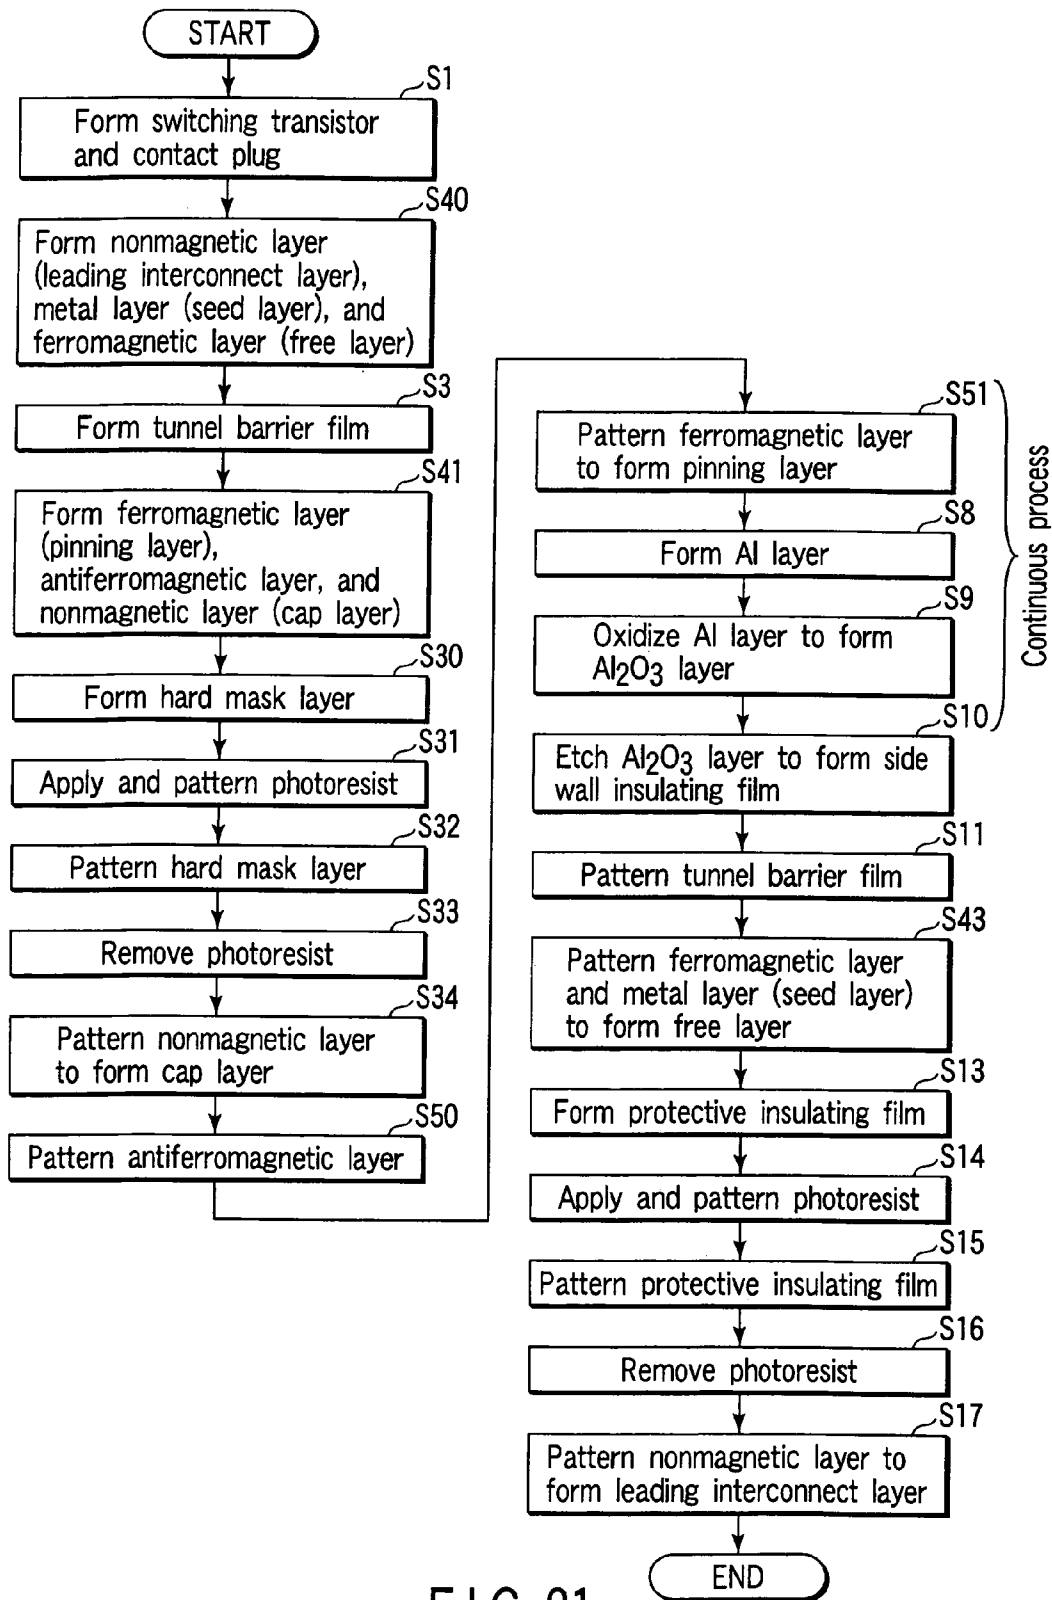 START
S1
Form switching transistor
and contact plug
S40
Form nonmagnetic layer
(leading interconnect layer),
metal layer (seed layer), and
ferromagnetic layer (free layer)
S3
Form tunnel barrier film
S41
Form ferromagnetic layer
(pinning layer),
antiferromagnetic layer, and
nonmagnetic layer (cap layer)
S30
Form hard mask layer
S31
Apply and pattern photoresist
S32
Pattern hard mask layer
S33
Remove photoresist
S34
Pattern nonmagnetic layer
to form cap layer
S50
Pattern antiferromagnetic layer
S51
Pattern ferromagnetic layer
to form pinning layer
S8
Form Al layer
S9
Oxidize Al layer to form
Al2O3 layer
Continuous process
S10
Etch Al2O3 layer to form side
wall insulating film
S11
Pattern tunnel barrier film
S43
Pattern ferromagnetic layer
and metal layer (seed layer)
to form free layer
S13
Form protective insulating film
S14
Apply and pattern photoresist
S15
Pattern protective insulating film
S16
Remove photoresist
S17
Pattern nonmagnetic layer to
form leading interconnect layer
END